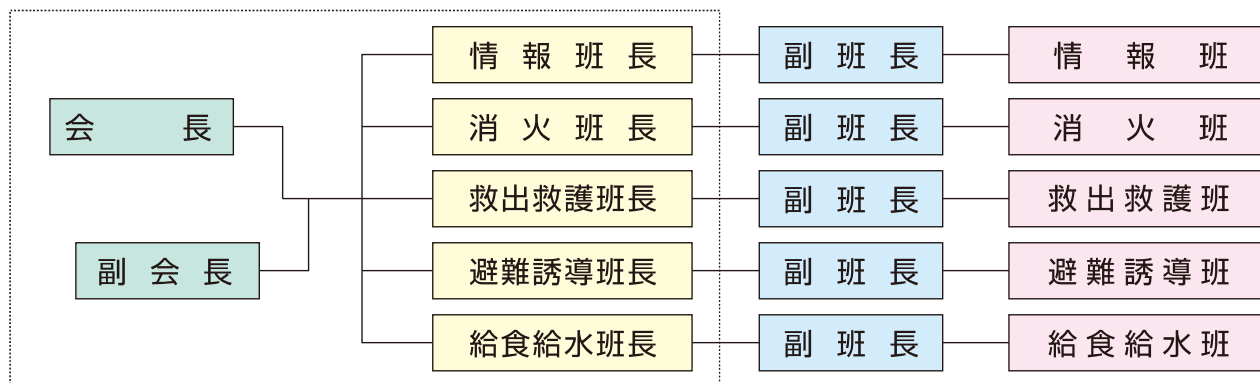 会長
副会長
情報班長 副班長 情報班
消火班長 副班長 消火班
救出救護班長 副班長 救出救護班
避難誘導班長 副班長 避難誘導班
給食給水班長 副班長 給食給水班